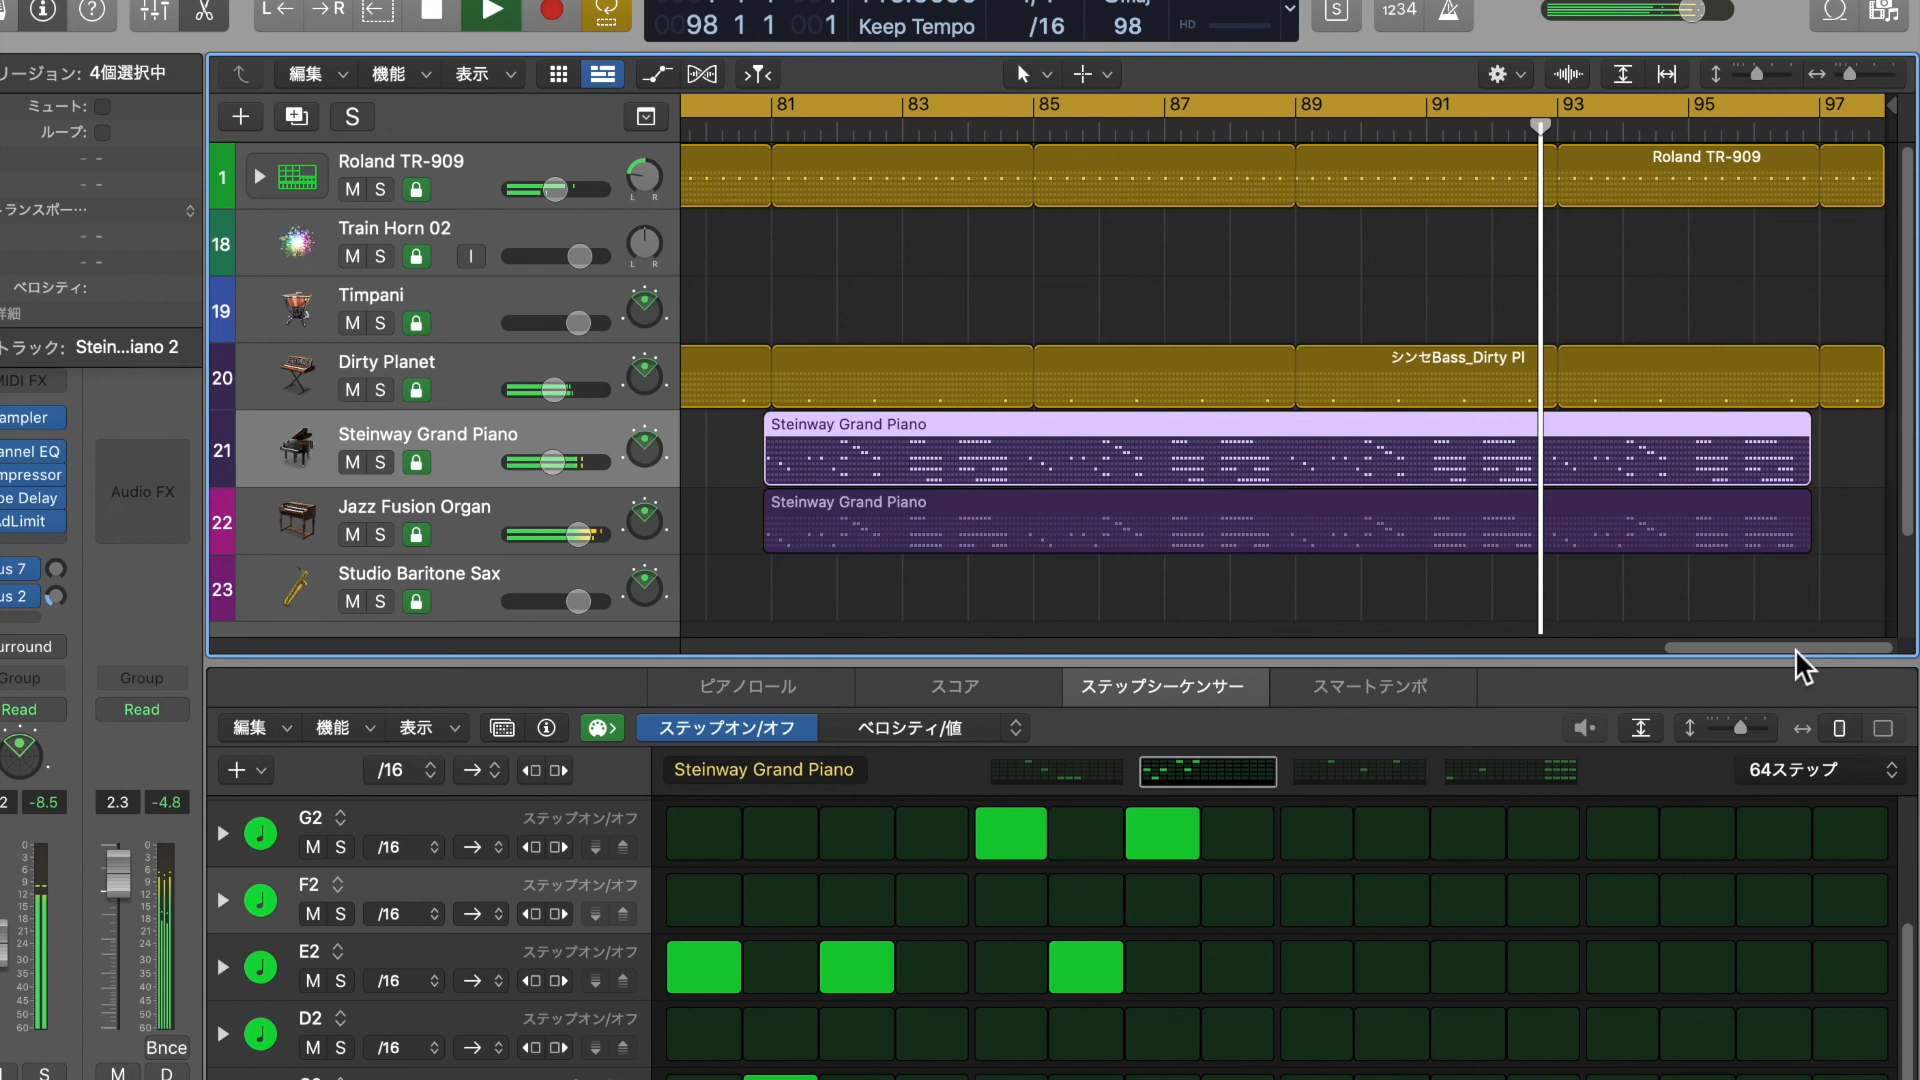 L← →R
98 1 1 1
Keep Tempo
/16
98
HD
S
1234
リージョン: 4個選択中
ミュート:
ループ:
ランスポー…
ベロシティ:
詳細
トラック: Stein...iano 2
MIDI FX
ampler
annel EQ
mpressor
pe Delay
dLimit
Audio FX
us 7
us 2
urround
Group
Group
Read
Read
2 -8.5
2.3 -4.8
Bnce
S
M D
編集 機能 表示
S
81 83 85 87 89 91 93 95 97
1
Roland TR-909
M S
L R
Roland TR-909
18
Train Horn 02
M S I
L R
19
Timpani
M S
20
Dirty Planet
M S
シンセBass_Dirty Pl
21
Steinway Grand Piano
M S
Steinway Grand Piano
22
Jazz Fusion Organ
M S
Steinway Grand Piano
23
Studio Baritone Sax
M S
ピアノロール スコア ステップシーケンサー スマートテンポ
編集 機能 表示
ステップオン/オフ ベロシティ/値
/16
Steinway Grand Piano
64ステップ
G2 ステップオン/オフ
M S /16
F2 ステップオン/オフ
M S /16
E2 ステップオン/オフ
M S /16
D2 ステップオン/オフ
M S /16